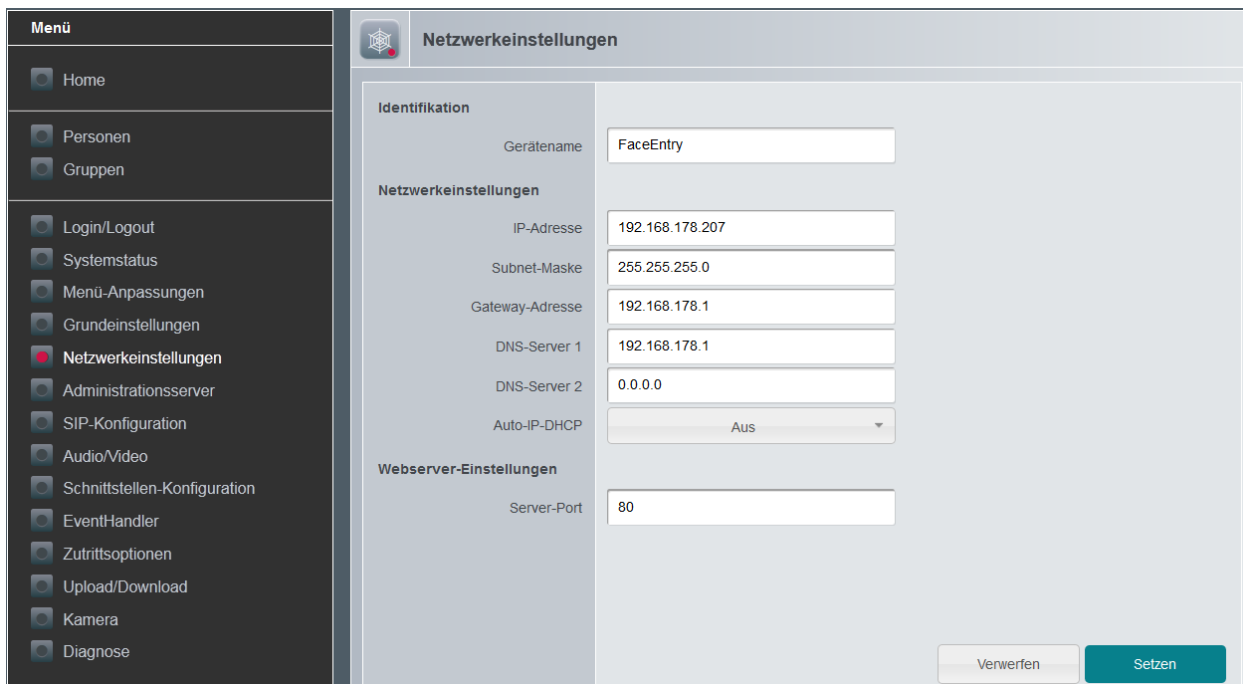 Menü
Home
Personen
Gruppen
Login/Logout
Systemstatus
Menü-Anpassungen
Grundeinstellungen
Netzwerkeinstellungen
Administrationsserver
SIP-Konfiguration
Audio/Video
Schnittstellen-Konfiguration
EventHandler
Zutrittsoptionen
Upload/Download
Kamera
Diagnose
Netzwerkeinstellungen
Identifikation
Gerätename FaceEntry
Netzwerkeinstellungen
IP-Adresse 192.168.178.207
Subnet-Maske 255.255.255.0
Gateway-Adresse 192.168.178.1
DNS-Server 1 192.168.178.1
DNS-Server 2 0.0.0.0
Auto-IP-DHCP Aus
Webserver-Einstellungen
Server-Port 80
Verwerfen Setzen